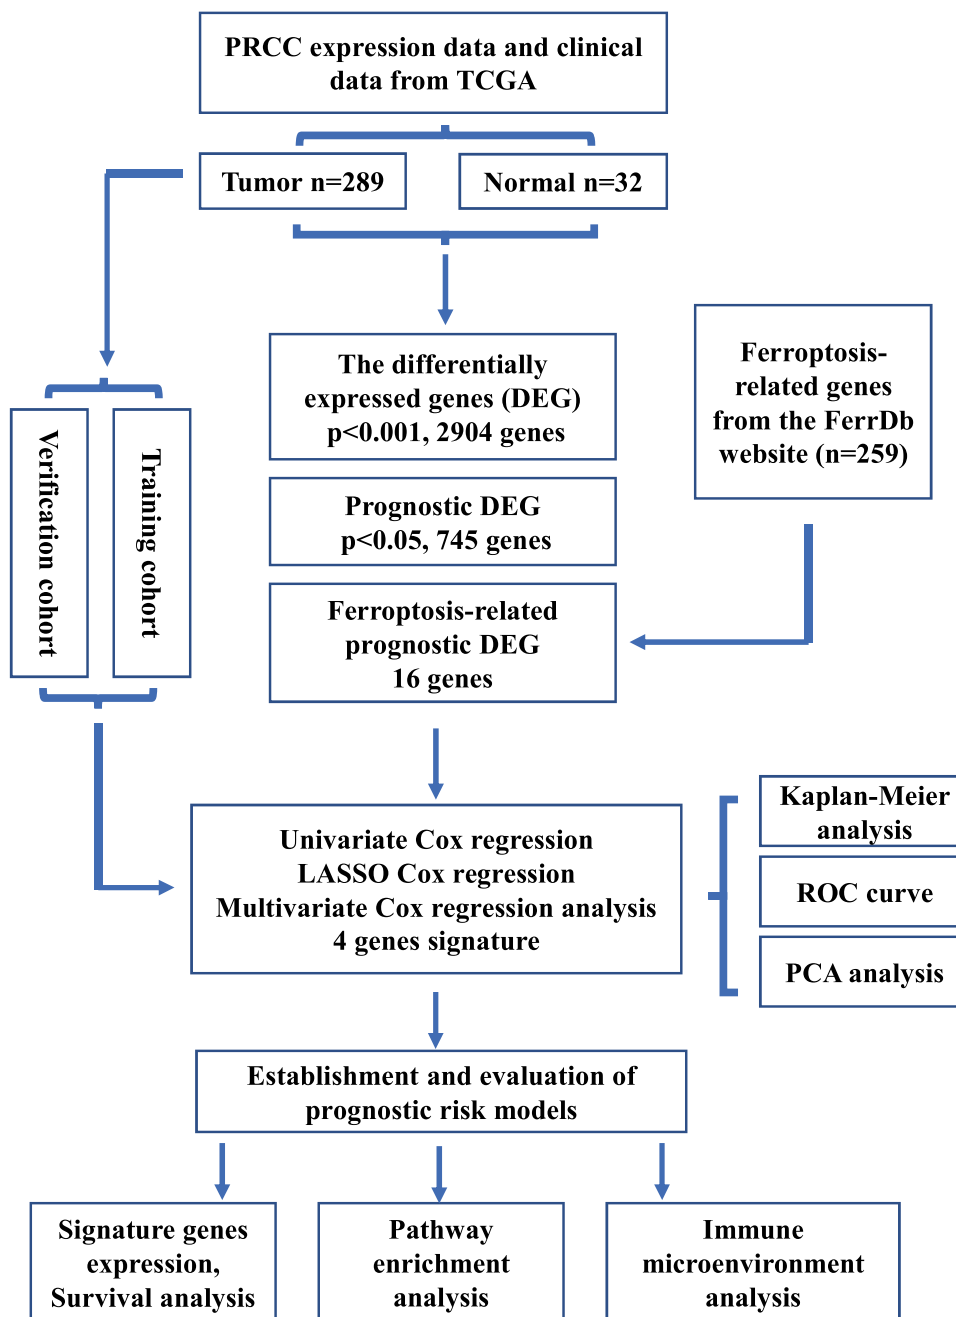 PRCC expression data and clinical
data from TCGA
Tumor n=289
Normal n=32
The differentially
expressed genes (DEG)
p<0.001, 2904 genes
Ferroptosis-
related genes
from the FerrDb
website (n=259)
Verification cohort
Training cohort
Prognostic DEG
p<0.05, 745 genes
Ferroptosis-related
prognostic DEG
16 genes
Univariate Cox regression
LASSO Cox regression
Multivariate Cox regression analysis
4 genes signature
Kaplan-Meier
analysis
ROC curve
PCA analysis
Establishment and evaluation of
prognostic risk models
Signature genes
expression,
Survival analysis
Pathway
enrichment
analysis
Immune
microenvironment
analysis